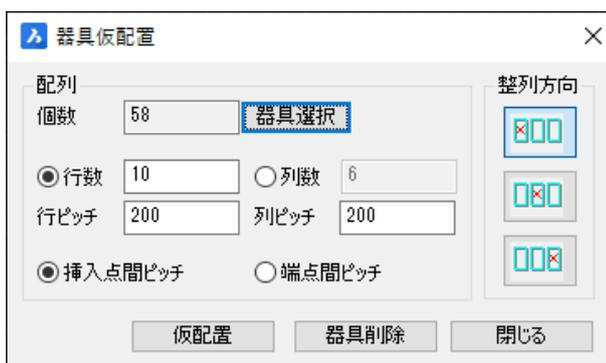 器具仮配置
配列
個数 58 器具選択
行数 10 列数 6
行ピッチ 200 列ピッチ 200
挿入点間ピッチ 端点間ピッチ
整列方向
仮配置 器具削除 閉じる